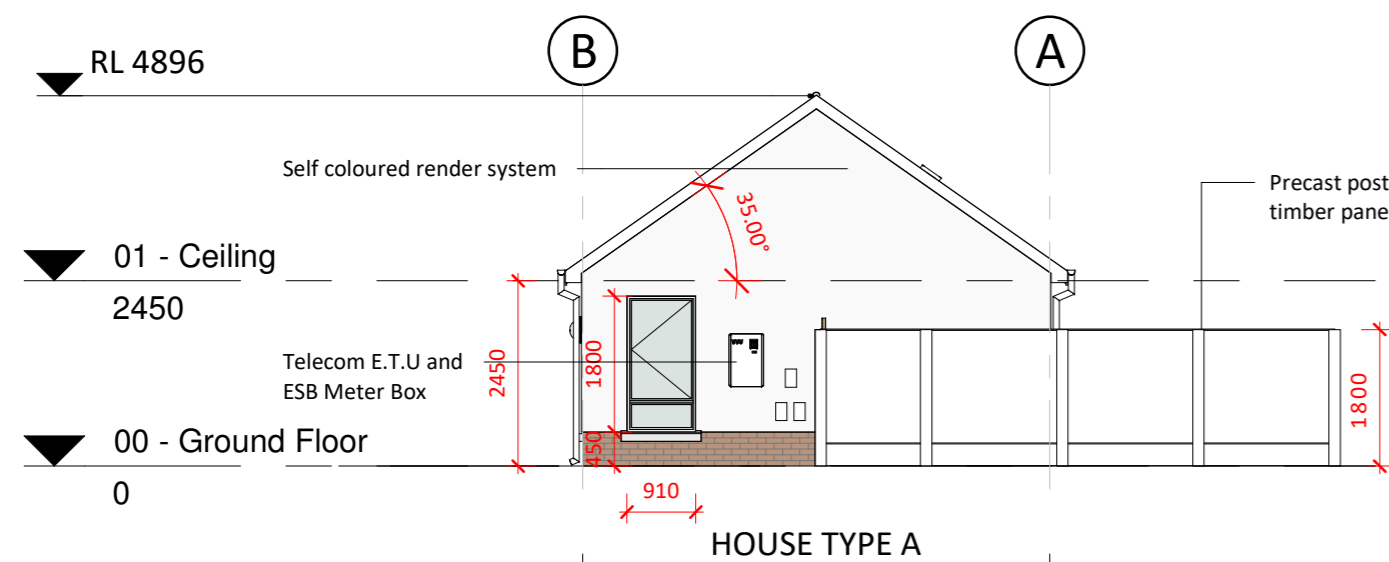 B
A
RL 4896
Self coloured render system
Precast post
timber pane
35.00°
01 - Ceiling
2450
2450
1800
Telecom E.T.U and
ESB Meter Box
1800
00 - Ground Floor
450
0
910
HOUSE TYPE A